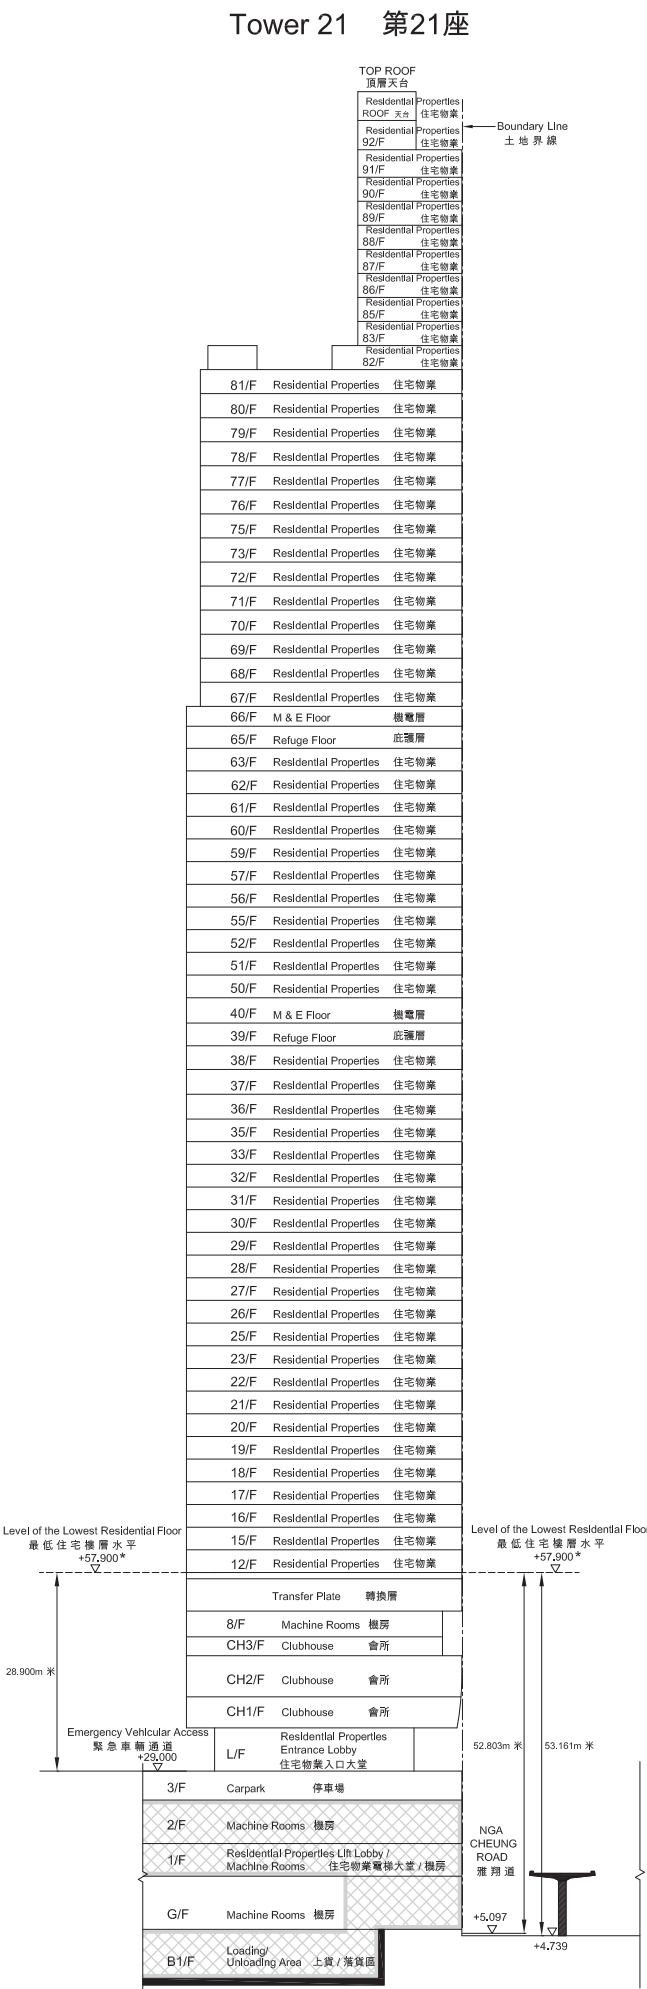 Tower 21 第21座
TOP ROOF
頂層天台
Residential Properties
ROOF 天台 住宅物業
Boundary Line
土地界線
Residential Properties
92/F 住宅物業
Residential Properties
91/F 住宅物業
Residential Properties
90/F 住宅物業
Residential Properties
89/F 住宅物業
Residential Properties
88/F 住宅物業
Residential Properties
87/F 住宅物業
Residential Properties
86/F 住宅物業
Residential Properties
85/F 住宅物業
Residential Properties
83/F 住宅物業
Residential Properties
82/F 住宅物業
81/F Residential Properties 住宅物業
80/F Residential Properties 住宅物業
79/F Residential Properties 住宅物業
78/F Residential Properties 住宅物業
77/F Residential Properties 住宅物業
76/F Residential Properties 住宅物業
75/F Residential Properties 住宅物業
73/F Residential Properties 住宅物業
72/F Residential Properties 住宅物業
71/F Residential Properties 住宅物業
70/F Residential Properties 住宅物業
69/F Residential Properties 住宅物業
68/F Residential Properties 住宅物業
67/F Residential Properties 住宅物業
66/F M & E Floor 機電層
65/F Refuge Floor 庇護層
63/F Residential Properties 住宅物業
62/F Residential Properties 住宅物業
61/F Residential Properties 住宅物業
60/F Residential Properties 住宅物業
59/F Residential Properties 住宅物業
57/F Residential Properties 住宅物業
56/F Residential Properties 住宅物業
55/F Residential Properties 住宅物業
52/F Residential Properties 住宅物業
51/F Residential Properties 住宅物業
50/F Residential Properties 住宅物業
40/F M & E Floor 機電層
39/F Refuge Floor 庇護層
38/F Residential Properties 住宅物業
37/F Residential Properties 住宅物業
36/F Residential Properties 住宅物業
35/F Residential Properties 住宅物業
33/F Residential Properties 住宅物業
32/F Residential Properties 住宅物業
31/F Residential Properties 住宅物業
30/F Residential Properties 住宅物業
29/F Residential Properties 住宅物業
28/F Residential Properties 住宅物業
27/F Residential Properties 住宅物業
26/F Residential Properties 住宅物業
25/F Residential Properties 住宅物業
23/F Residential Properties 住宅物業
22/F Residential Properties 住宅物業
21/F Residential Properties 住宅物業
20/F Residential Properties 住宅物業
19/F Residential Properties 住宅物業
18/F Residential Properties 住宅物業
17/F Residential Properties 住宅物業
16/F Residential Properties 住宅物業
15/F Residential Properties 住宅物業
12/F Residential Properties 住宅物業
Level of the Lowest Residential Floor
最低住宅樓層水平
+57.900*
Level of the Lowest Residential Floor
最低住宅樓層水平
+57.900*
Transfer Plate 轉換層
8/F Machine Rooms 機房
CH3/F Clubhouse 會所
CH2/F Clubhouse 會所
CH1/F Clubhouse 會所
28.900m 米
Emergency Vehicular Access
緊急車輛通道
+29.000
Residential Properties
L/F Entrance Lobby
住宅物業入口大堂
52.803m 米
53.161m 米
3/F Carpark 停車場
2/F Machine Rooms 機房
1/F Residential Properties Lift Lobby /
Machine Rooms 住宅物業電梯大堂 / 機房
G/F Machine Rooms 機房
B1/F Loading/
Unloading Area 上貨 / 落貨區
NGA
CHEUNG
ROAD
雅翔道
+5.097
+4.739